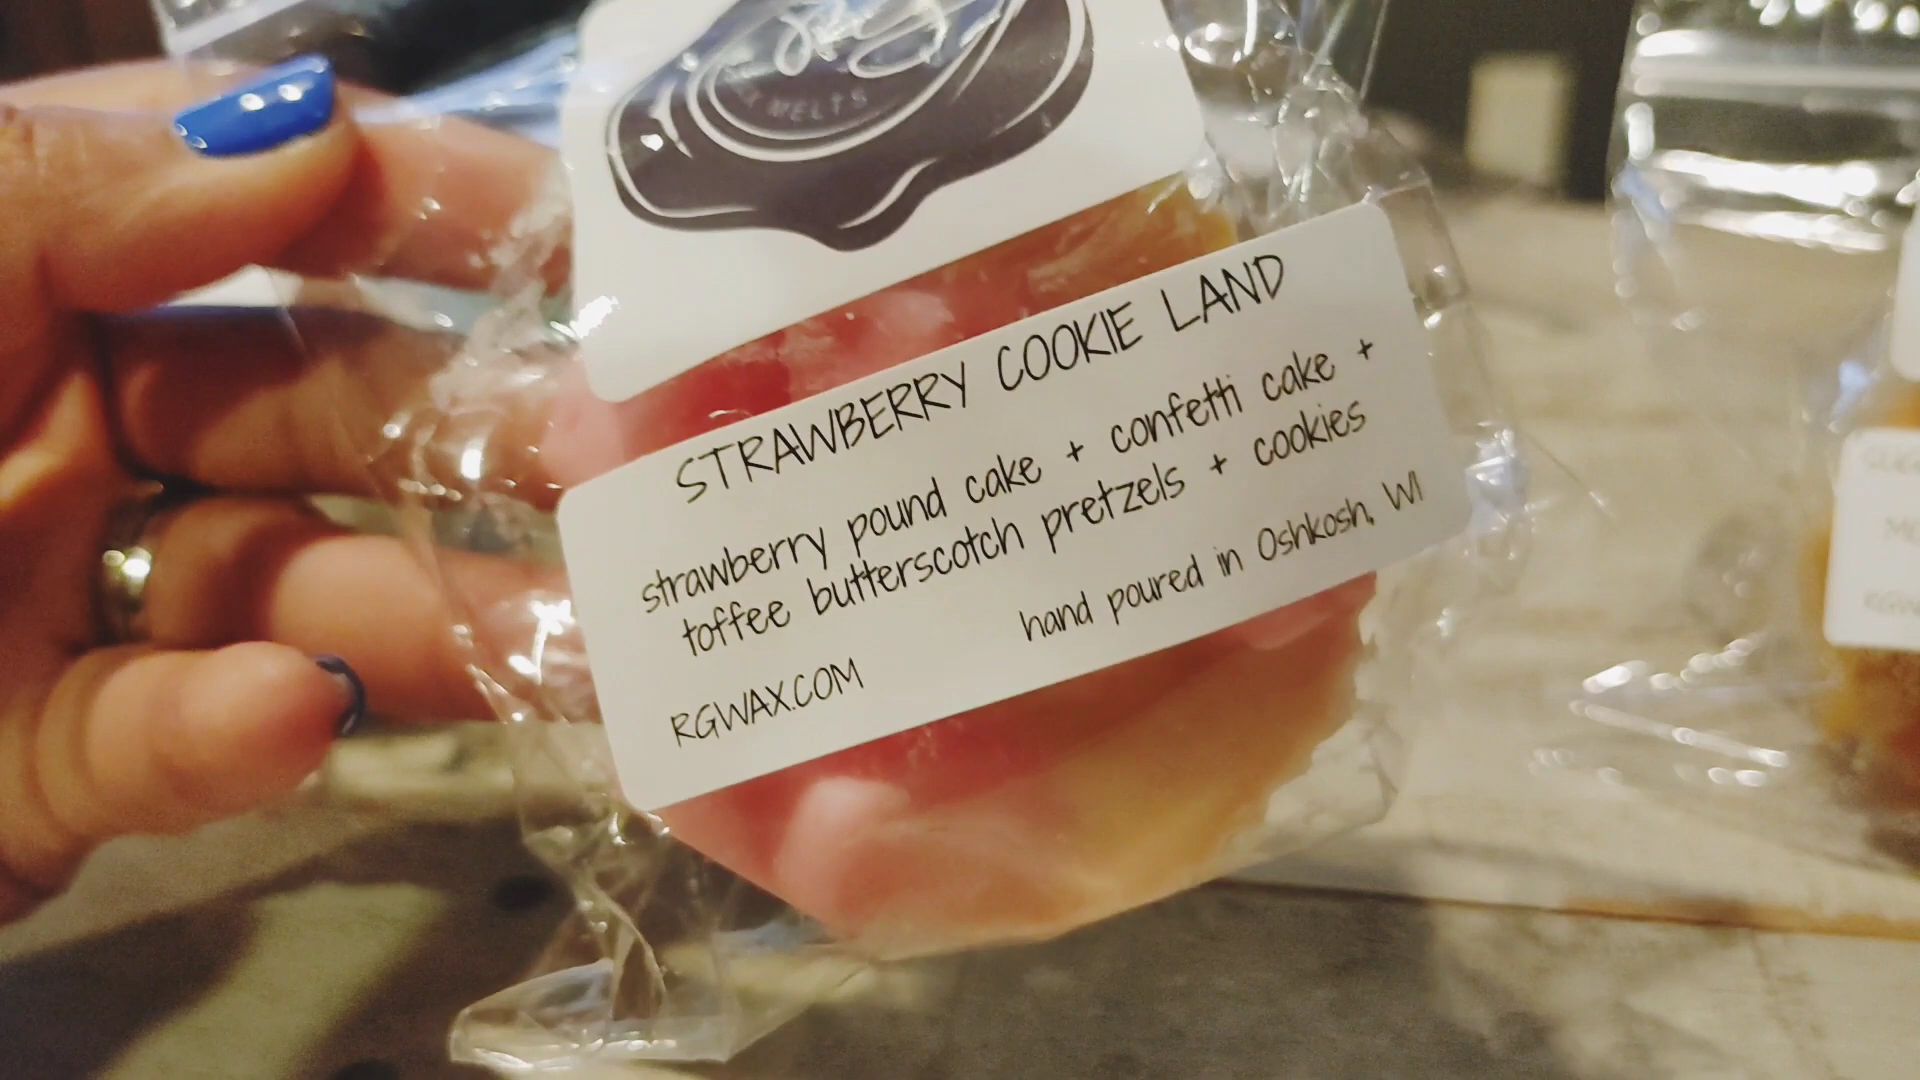 MELTS
STRAWBERRY COOKIE LAND
strawberry pound cake + confetti cake +
toffee butterscotch pretzels + cookies
hand poured in Oshkosh, WI
RGWAX.COM